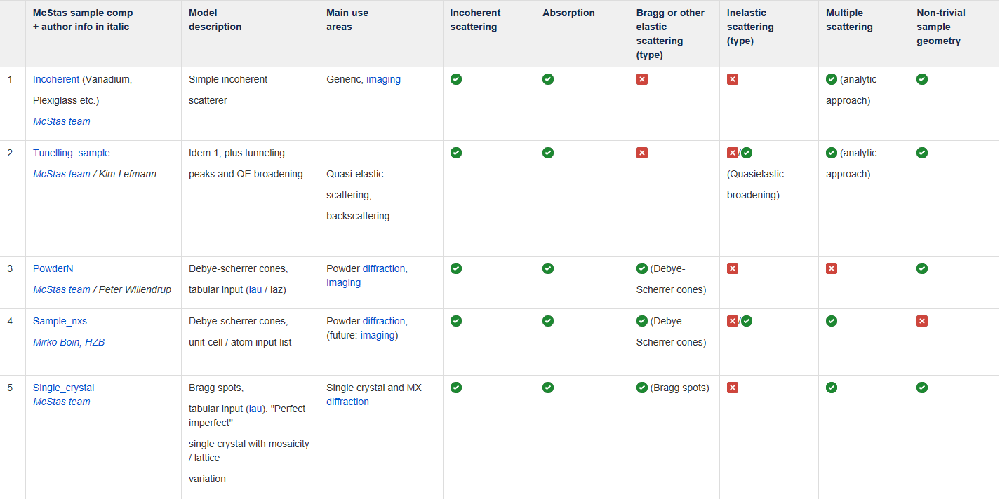 McStas sample comp
+ author info in italic
Model
description
Main use
areas
Incoherent
scattering
Absorption
Bragg or other
elastic
scattering
(type)
Inelastic
scattering
(type)
Multiple
scattering
Non-trivial
sample
geometry
1
Incoherent (Vanadium,
Plexiglass etc.)
McStas team
Simple incoherent
scatterer
Generic, imaging
(analytic
approach)
2
Tunelling_sample
McStas team / Kim Lefmann
Idem 1, plus tunneling
peaks and QE broadening
Quasi-elastic
scattering,
backscattering
/
(Quasielastic
broadening)
(analytic
approach)
3
PowderN
McStas team / Peter Willendrup
Debye-scherrer cones,
tabular input (lau / laz)
Powder diffraction,
imaging
(Debye-
Scherrer cones)
4
Sample_nxs
Mirko Boin, HZB
Debye-scherrer cones,
unit-cell / atom input list
Powder diffraction,
(future: imaging)
(Debye-
Scherrer cones)
/
5
Single_crystal
McStas team
Bragg spots,
tabular input (lau). "Perfect
imperfect"
single crystal with mosaicity
/ lattice
variation
Single crystal and MX
diffraction
(Bragg spots)